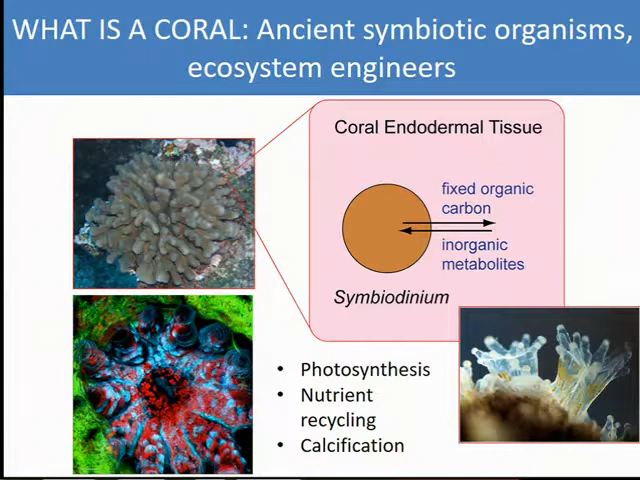 WHAT IS A CORAL: Ancient symbiotic organisms,
ecosystem engineers
Coral Endodermal Tissue
fixed organic
carbon
inorganic
metabolites
Symbiodinium
• Photosynthesis
• Nutrient
recycling
• Calcification